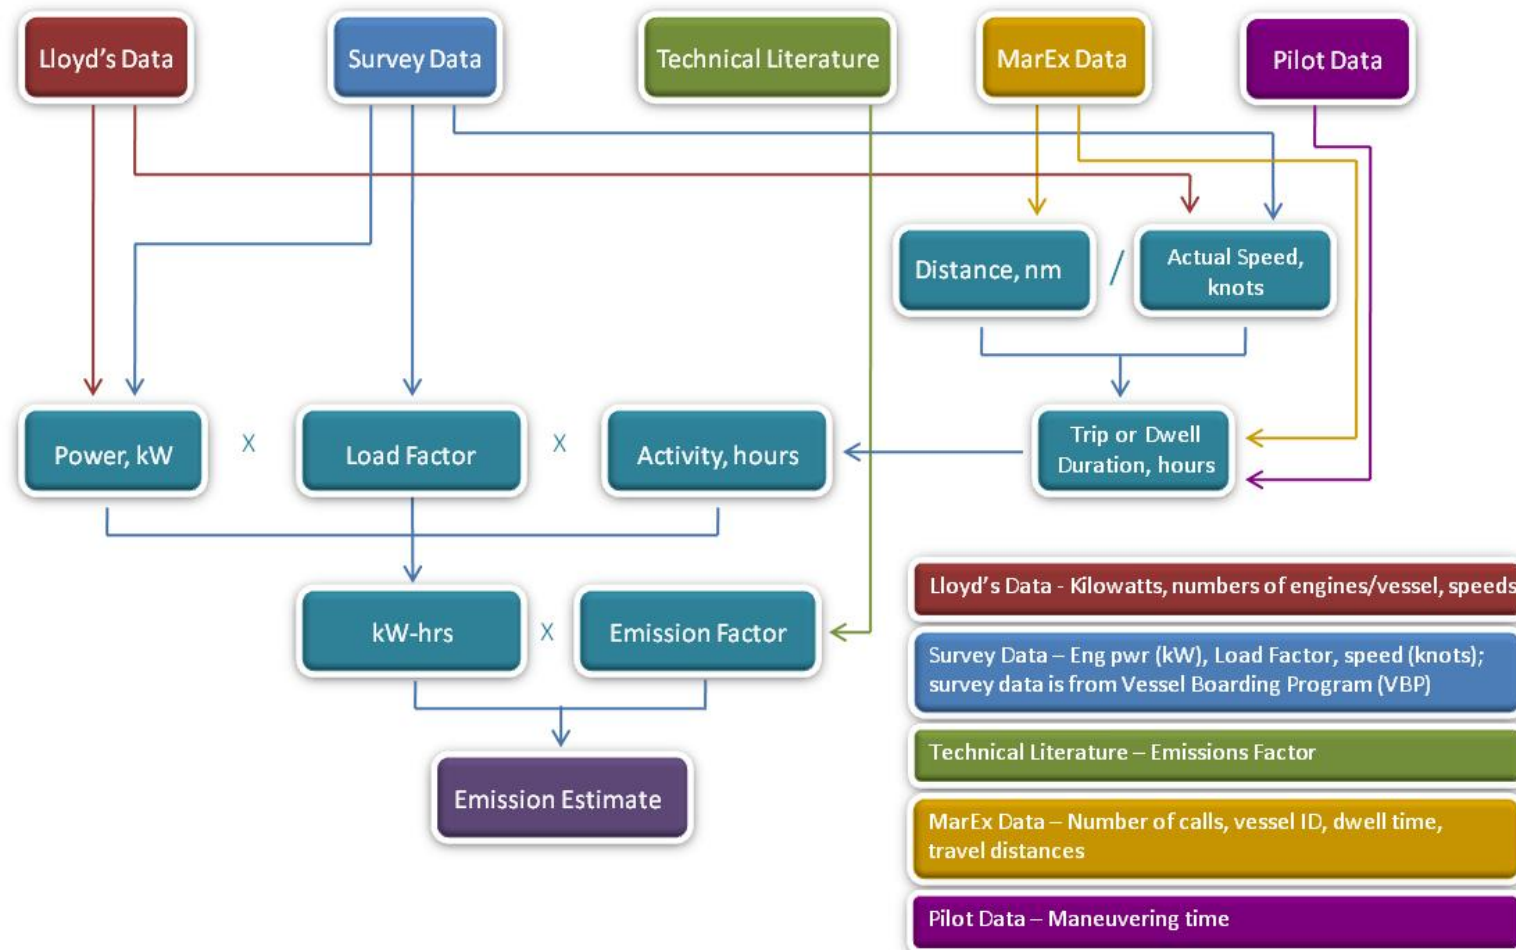 Lloyd's Data
Survey Data
Technical Literature
MarEx Data
Pilot Data
Distance, nm
/
Actual Speed,
knots
Power, kW
X
Load Factor
X
Activity, hours
Trip or Dwell
Duration, hours
kW-hrs
X
Emission Factor
Emission Estimate
Lloyd's Data - Kilowatts, numbers of engines/vessel, speeds
Survey Data – Eng pwr (kW), Load Factor, speed (knots);
survey data is from Vessel Boarding Program (VBP)
Technical Literature – Emissions Factor
MarEx Data – Number of calls, vessel ID, dwell time,
travel distances
Pilot Data – Maneuvering time